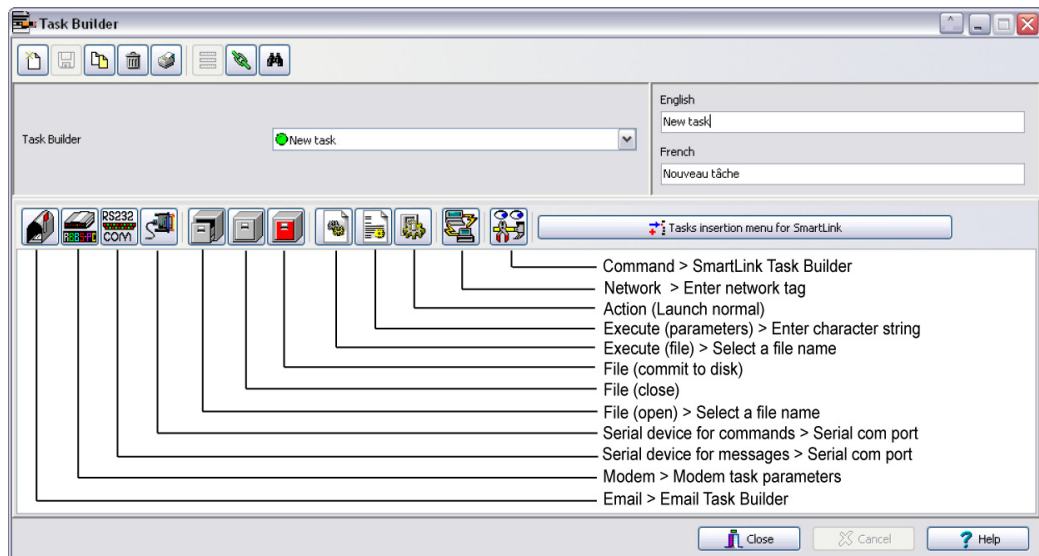 Task Builder
English
New task
Task Builder
New task
French
Nouveau tâche
RS232
COM
Tasks insertion menu for SmartLink
Command > SmartLink Task Builder
Network > Enter network tag
Action (Launch normal)
Execute (parameters) > Enter character string
Execute (file) > Select a file name
File (commit to disk)
File (close)
File (open) > Select a file name
Serial device for commands > Serial com port
Serial device for messages > Serial com port
Modem > Modem task parameters
Email > Email Task Builder
Close
Cancel
? Help